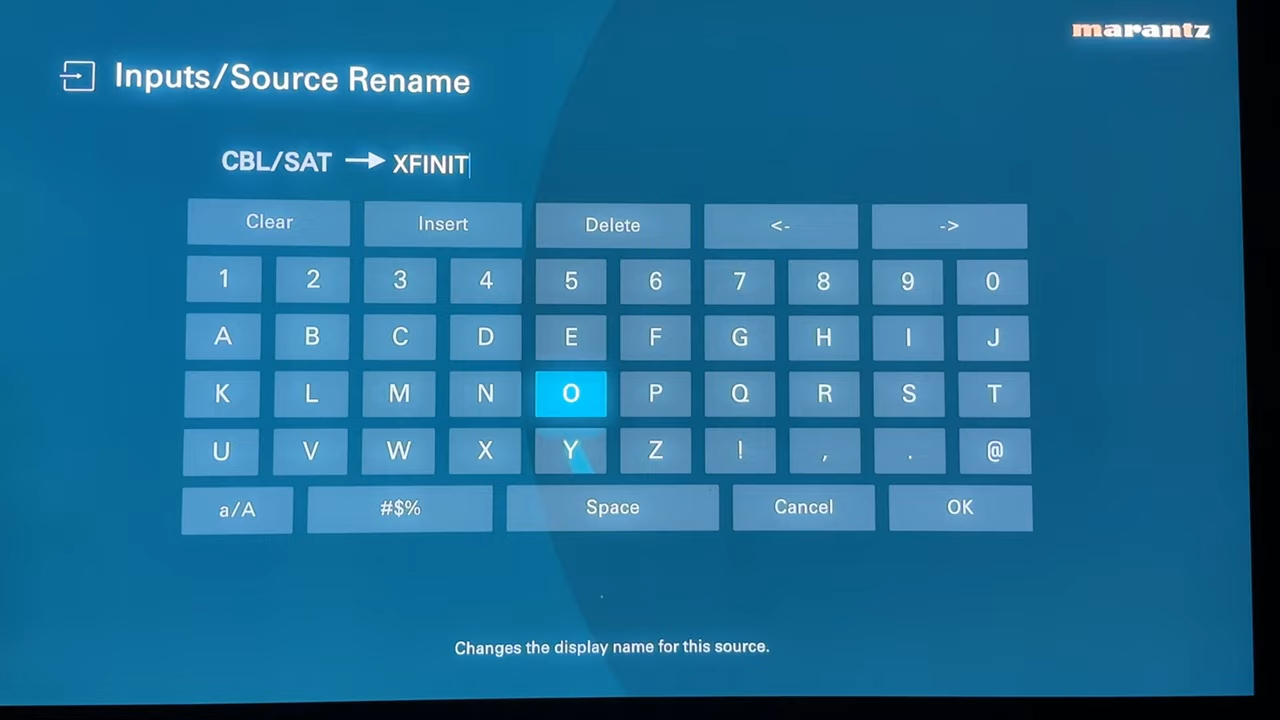 marantz
Inputs/Source Rename
CBL/SAT → XFINIT
Clear Insert Delete <- ->
1 2 3 4 5 6 7 8 9 0
A B C D E F G H I J
K L M N O P Q R S T
U V W X Y Z ! , . @
a/A #$% Space Cancel OK
Changes the display name for this source.